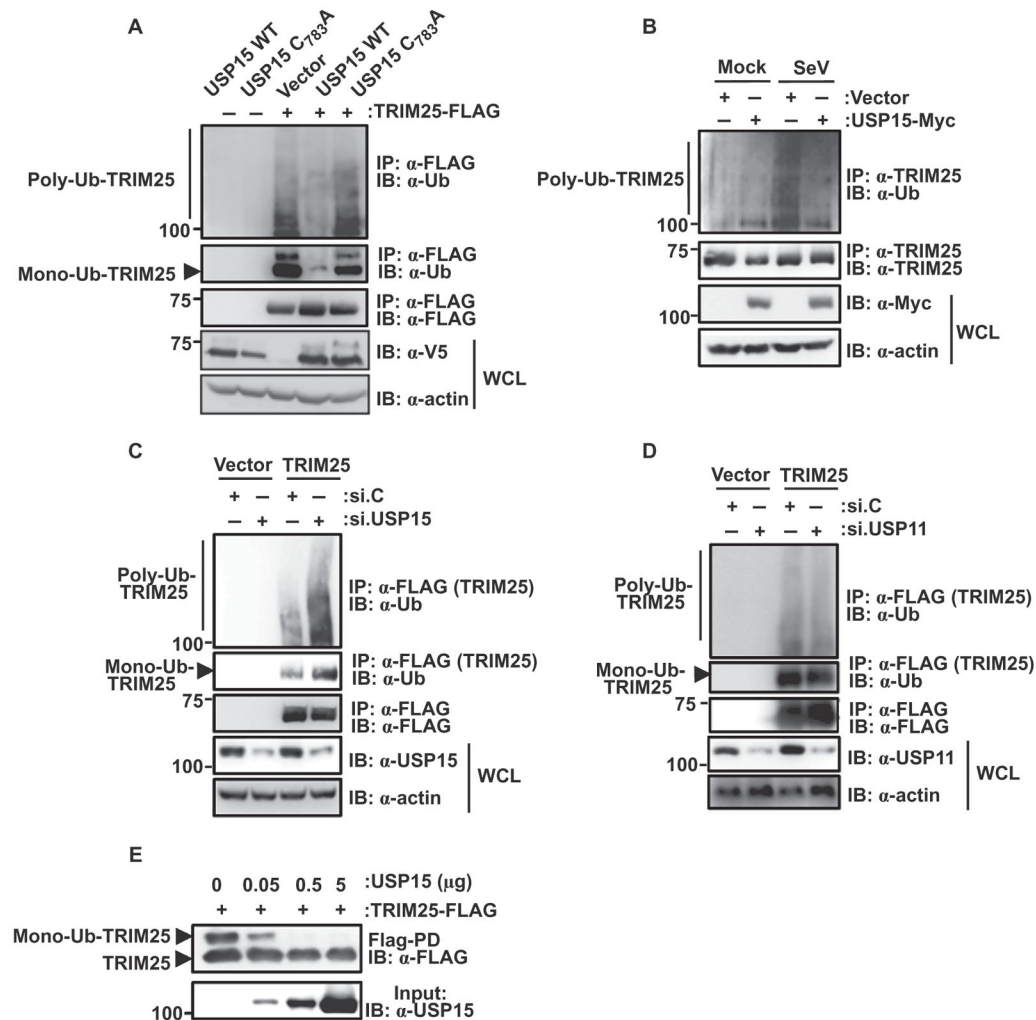 A
USP15 WT
USP15 C783A
Vector
USP15 WT
USP15 C783A
– – + + + :TRIM25-FLAG
Poly-Ub-TRIM25
100
IP: α-FLAG
IB: α-Ub
Mono-Ub-TRIM25
IP: α-FLAG
IB: α-Ub
75
IP: α-FLAG
IB: α-FLAG
75
IB: α-V5
IB: α-actin
WCL
B
Mock SeV
+ – + – :Vector
– + – + :USP15-Myc
Poly-Ub-TRIM25
100
IP: α-TRIM25
IB: α-Ub
75
IP: α-TRIM25
IB: α-TRIM25
100
IB: α-Myc
IB: α-actin
WCL
C
Vector TRIM25
+ – + – :si.C
– + – + :si.USP15
Poly-Ub-
TRIM25
100
IP: α-FLAG (TRIM25)
IB: α-Ub
Mono-Ub-
TRIM25
IP: α-FLAG (TRIM25)
IB: α-Ub
75
IP: α-FLAG
IB: α-FLAG
100
IB: α-USP15
IB: α-actin
WCL
D
Vector TRIM25
+ – + – :si.C
– + – + :si.USP11
Poly-Ub-
TRIM25
IP: α-FLAG (TRIM25)
IB: α-Ub
Mono-Ub-
TRIM25
IP: α-FLAG (TRIM25)
IB: α-Ub
75
IP: α-FLAG
IB: α-FLAG
100
IB: α-USP11
IB: α-actin
WCL
E
0 0.05 0.5 5 :USP15 (μg)
+ + + + :TRIM25-FLAG
Mono-Ub-TRIM25
TRIM25
Flag-PD
IB: α-FLAG
100
Input:
IB: α-USP15